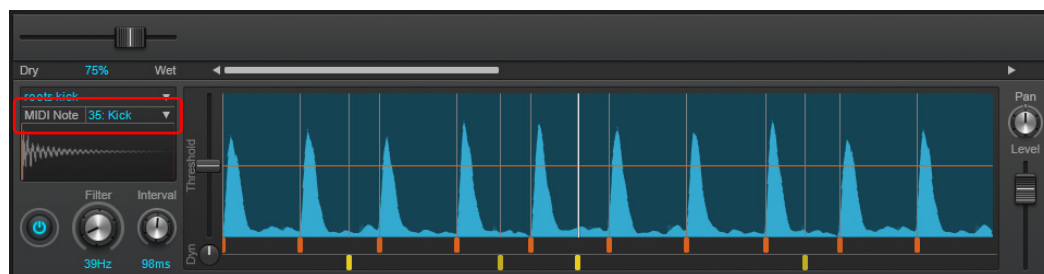 Dry 75% Wet
roots kick
MIDI Note 35: Kick
Threshold
Pan
Level
Filter Interval
39Hz 98ms
Dyn